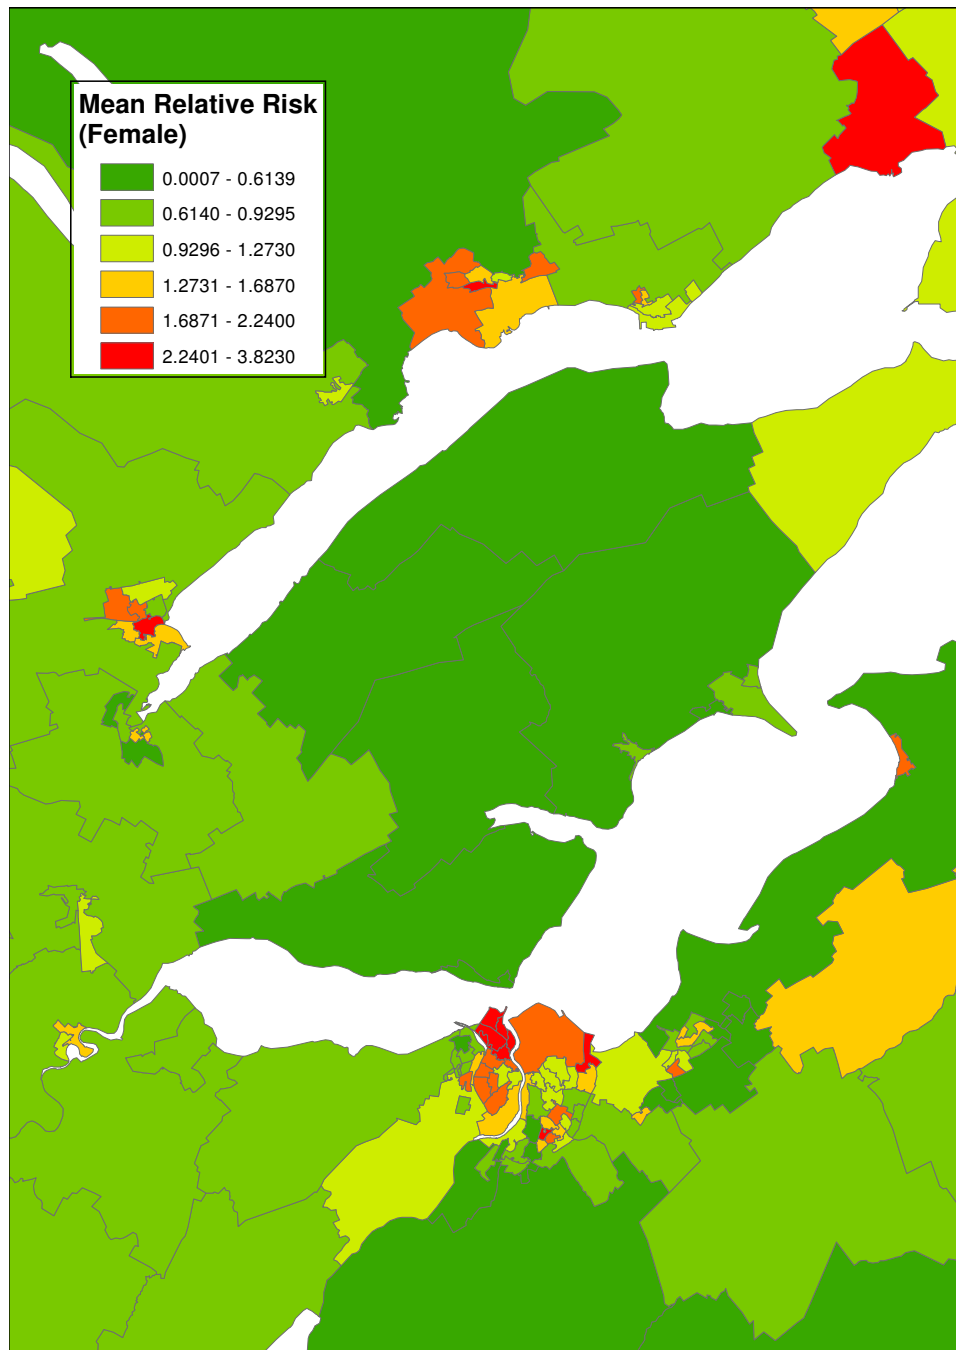 Mean Relative Risk
(Female)
0.0007 - 0.6139
0.6140 - 0.9295
0.9296 - 1.2730
1.2731 - 1.6870
1.6871 - 2.2400
2.2401 - 3.8230